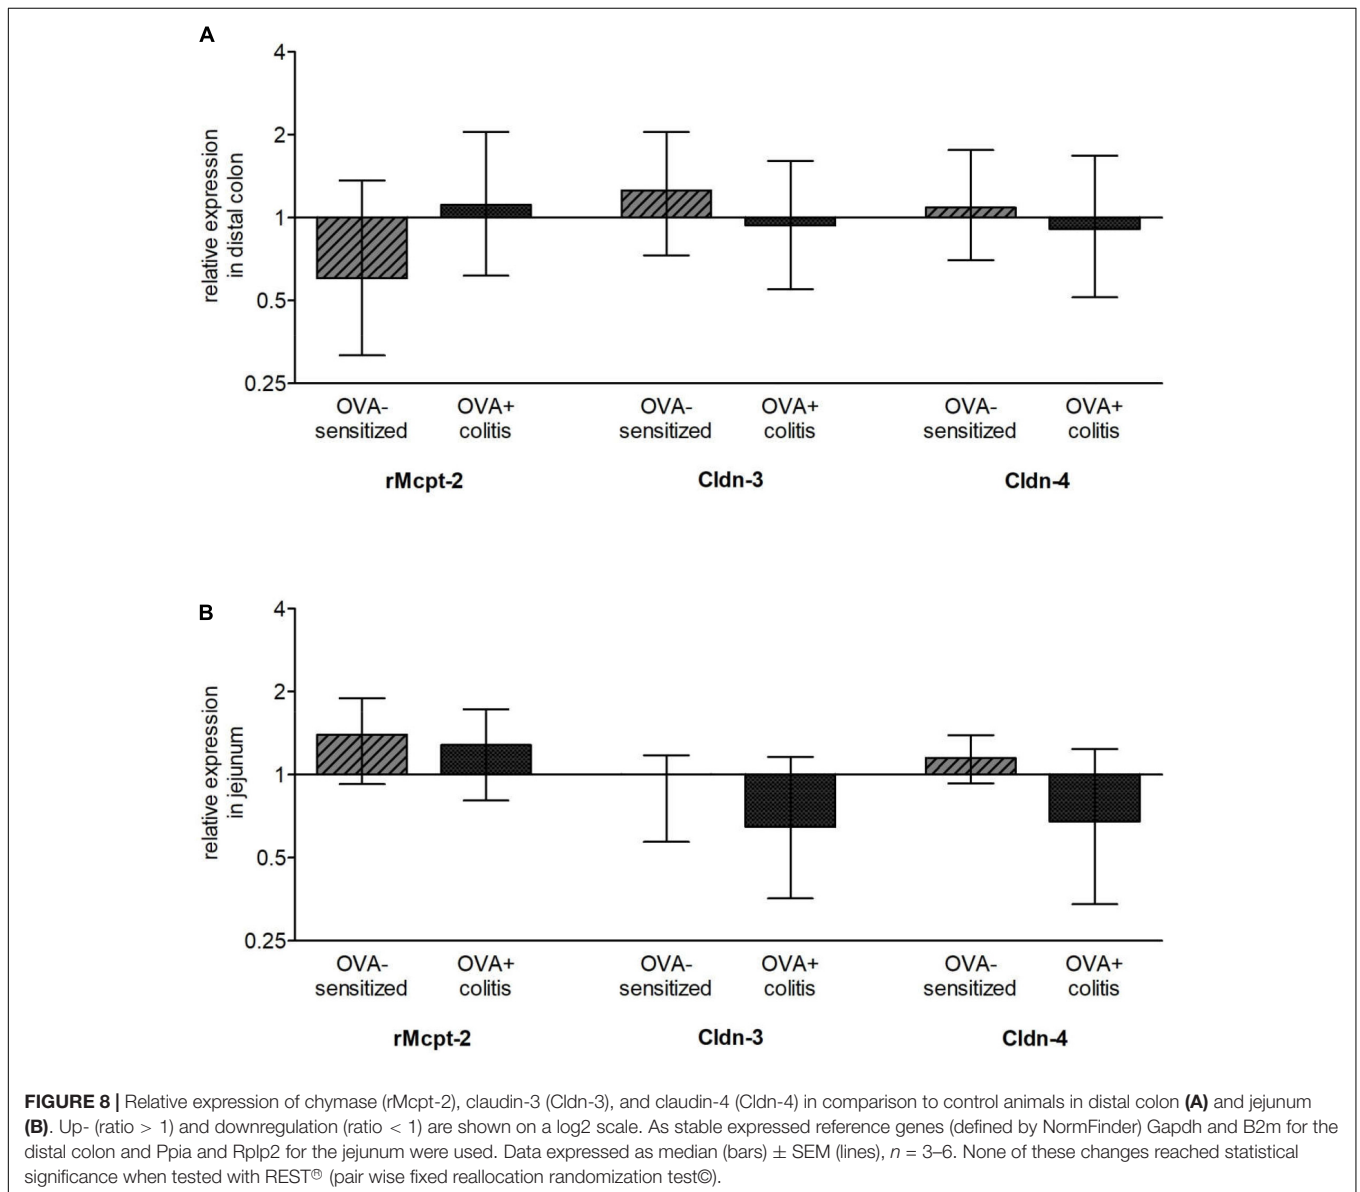 A
4
2
1
0.5
0.25
relative expression
in distal colon
OVA- OVA+ OVA- OVA+ OVA- OVA+
sensitized colitis sensitized colitis sensitized colitis
rMcpt-2 Cldn-3 Cldn-4
B
4
2
1
0.5
0.25
relative expression
in jejunum
OVA- OVA+ OVA- OVA+ OVA- OVA+
sensitized colitis sensitized colitis sensitized colitis
rMcpt-2 Cldn-3 Cldn-4
FIGURE 8 | Relative expression of chymase (rMcpt-2), claudin-3 (Cldn-3), and claudin-4 (Cldn-4) in comparison to control animals in distal colon (A) and jejunum
(B). Up- (ratio > 1) and downregulation (ratio < 1) are shown on a log2 scale. As stable expressed reference genes (defined by NormFinder) Gapdh and B2m for the
distal colon and Ppia and Rplp2 for the jejunum were used. Data expressed as median (bars) ± SEM (lines), n = 3–6. None of these changes reached statistical
significance when tested with REST® (pair wise fixed reallocation randomization test©).